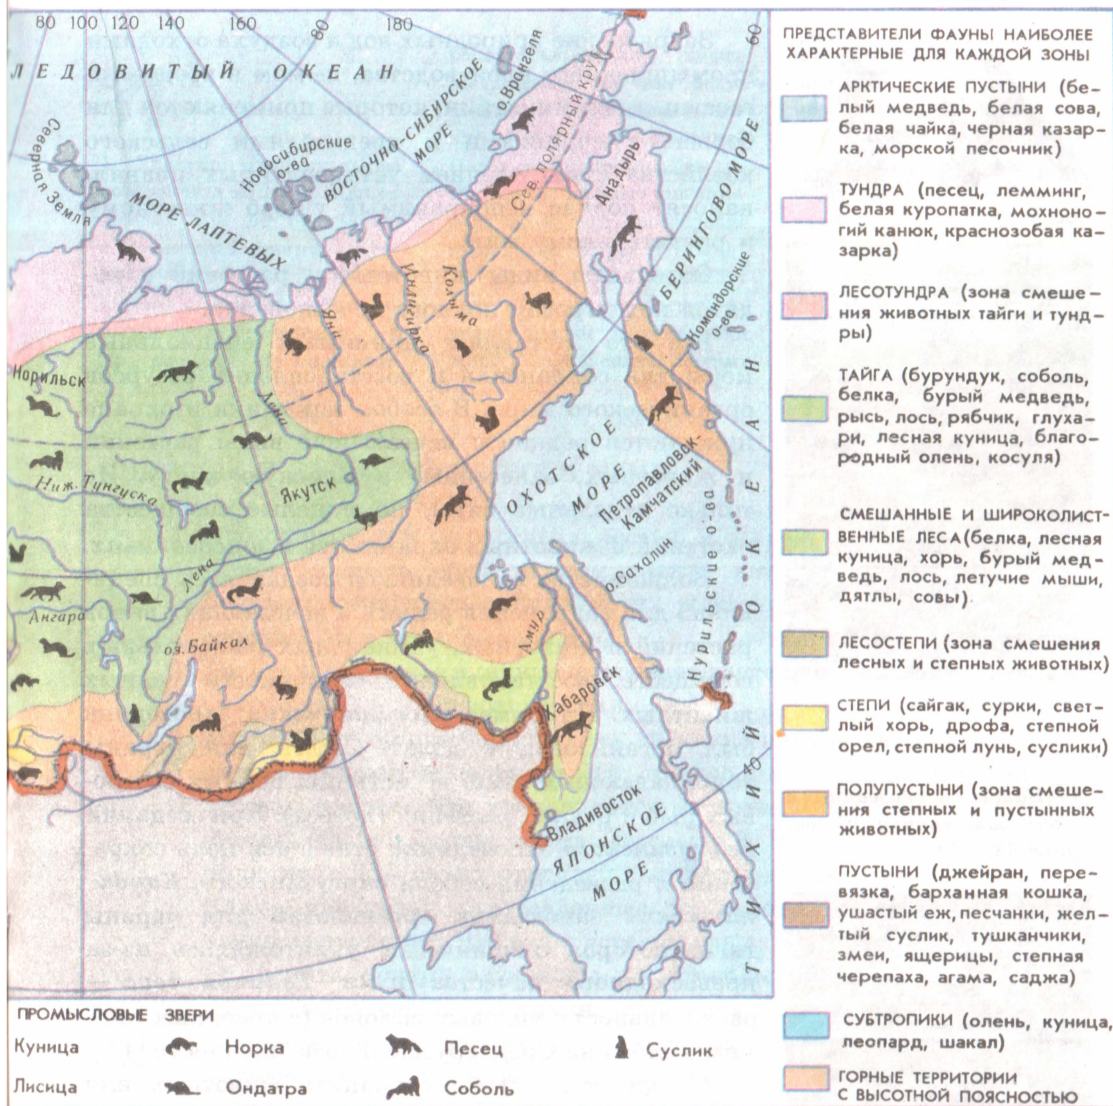 80 100 120 140 160 80 180 60
ЛЕДОВИТЫЙ ОКЕАН
Северная Земля
МОРЕ ЛАПТЕВЫХ
Новосибирские
о-ва
ВОСТОЧНО-СИБИРСКОЕ
МОРЕ
о.Врангеля
Сев. полярный круг
Анадырь
БЕРИНГОВО МОРЕ
Командорские
о-ва
Норильск
Яна
Индигирка
Колыма
Лена
Ниж. Тунгуска
Якутск
ОХОТСКОЕ
МОРЕ
Петропавловск-
Камчатский
Лена
Ангара
оз.Байкал
Амур
о.Сахалин
Хабаровск
Курильские о-ва
Владивосток
ЯПОНСКОЕ
МОРЕ
40
ТИХИЙ ОКЕАН
ПРЕДСТАВИТЕЛИ ФАУНЫ НАИБОЛЕЕ
ХАРАКТЕРНЫЕ ДЛЯ КАЖДОЙ ЗОНЫ
АРКТИЧЕСКИЕ ПУСТЫНИ (бе-
лый медведь, белая сова,
белая чайка, черная казар-
ка, морской песочник)
ТУНДРА (песец, лемминг,
белая куропатка, мохноно-
гий канюк, краснозобая ка-
зарка)
ЛЕСОТУНДРА (зона смеше-
ния животных тайги и тунд-
ры)
ТАЙГА (бурундук, соболь,
белка, бурый медведь,
рысь, лось, рябчик, глуха-
ри, лесная куница, благо-
родный олень, косуля)
СМЕШАННЫЕ И ШИРОКОЛИСТ-
ВЕННЫЕ ЛЕСА(белка, лесная
куница, хорь, бурый мед-
ведь, лось, летучие мыши,
дятлы, совы)
ЛЕСОСТЕПИ (зона смешения
лесных и степных животных)
СТЕПИ (сайгак, сурки, свет-
лый хорь, дрофа, степной
орел, степной лунь, суслики)
ПОЛУПУСТЫНИ (зона смеше-
ния степных и пустынных
животных)
ПУСТЫНИ (джейран, пере-
вязка, барханная кошка,
ушастый еж, песчанки, жел-
тый суслик, тушканчики,
змеи, ящерицы, степная
черепаха, агама, саджа)
СУБТРОПИКИ (олень, куница,
леопард, шакал)
ГОРНЫЕ ТЕРРИТОРИИ
С ВЫСОТНОЙ ПОЯСНОСТЬЮ
ПРОМЫСЛОВЫЕ ЗВЕРИ
Куница Норка Песец Суслик
Лисица Ондатра Соболь